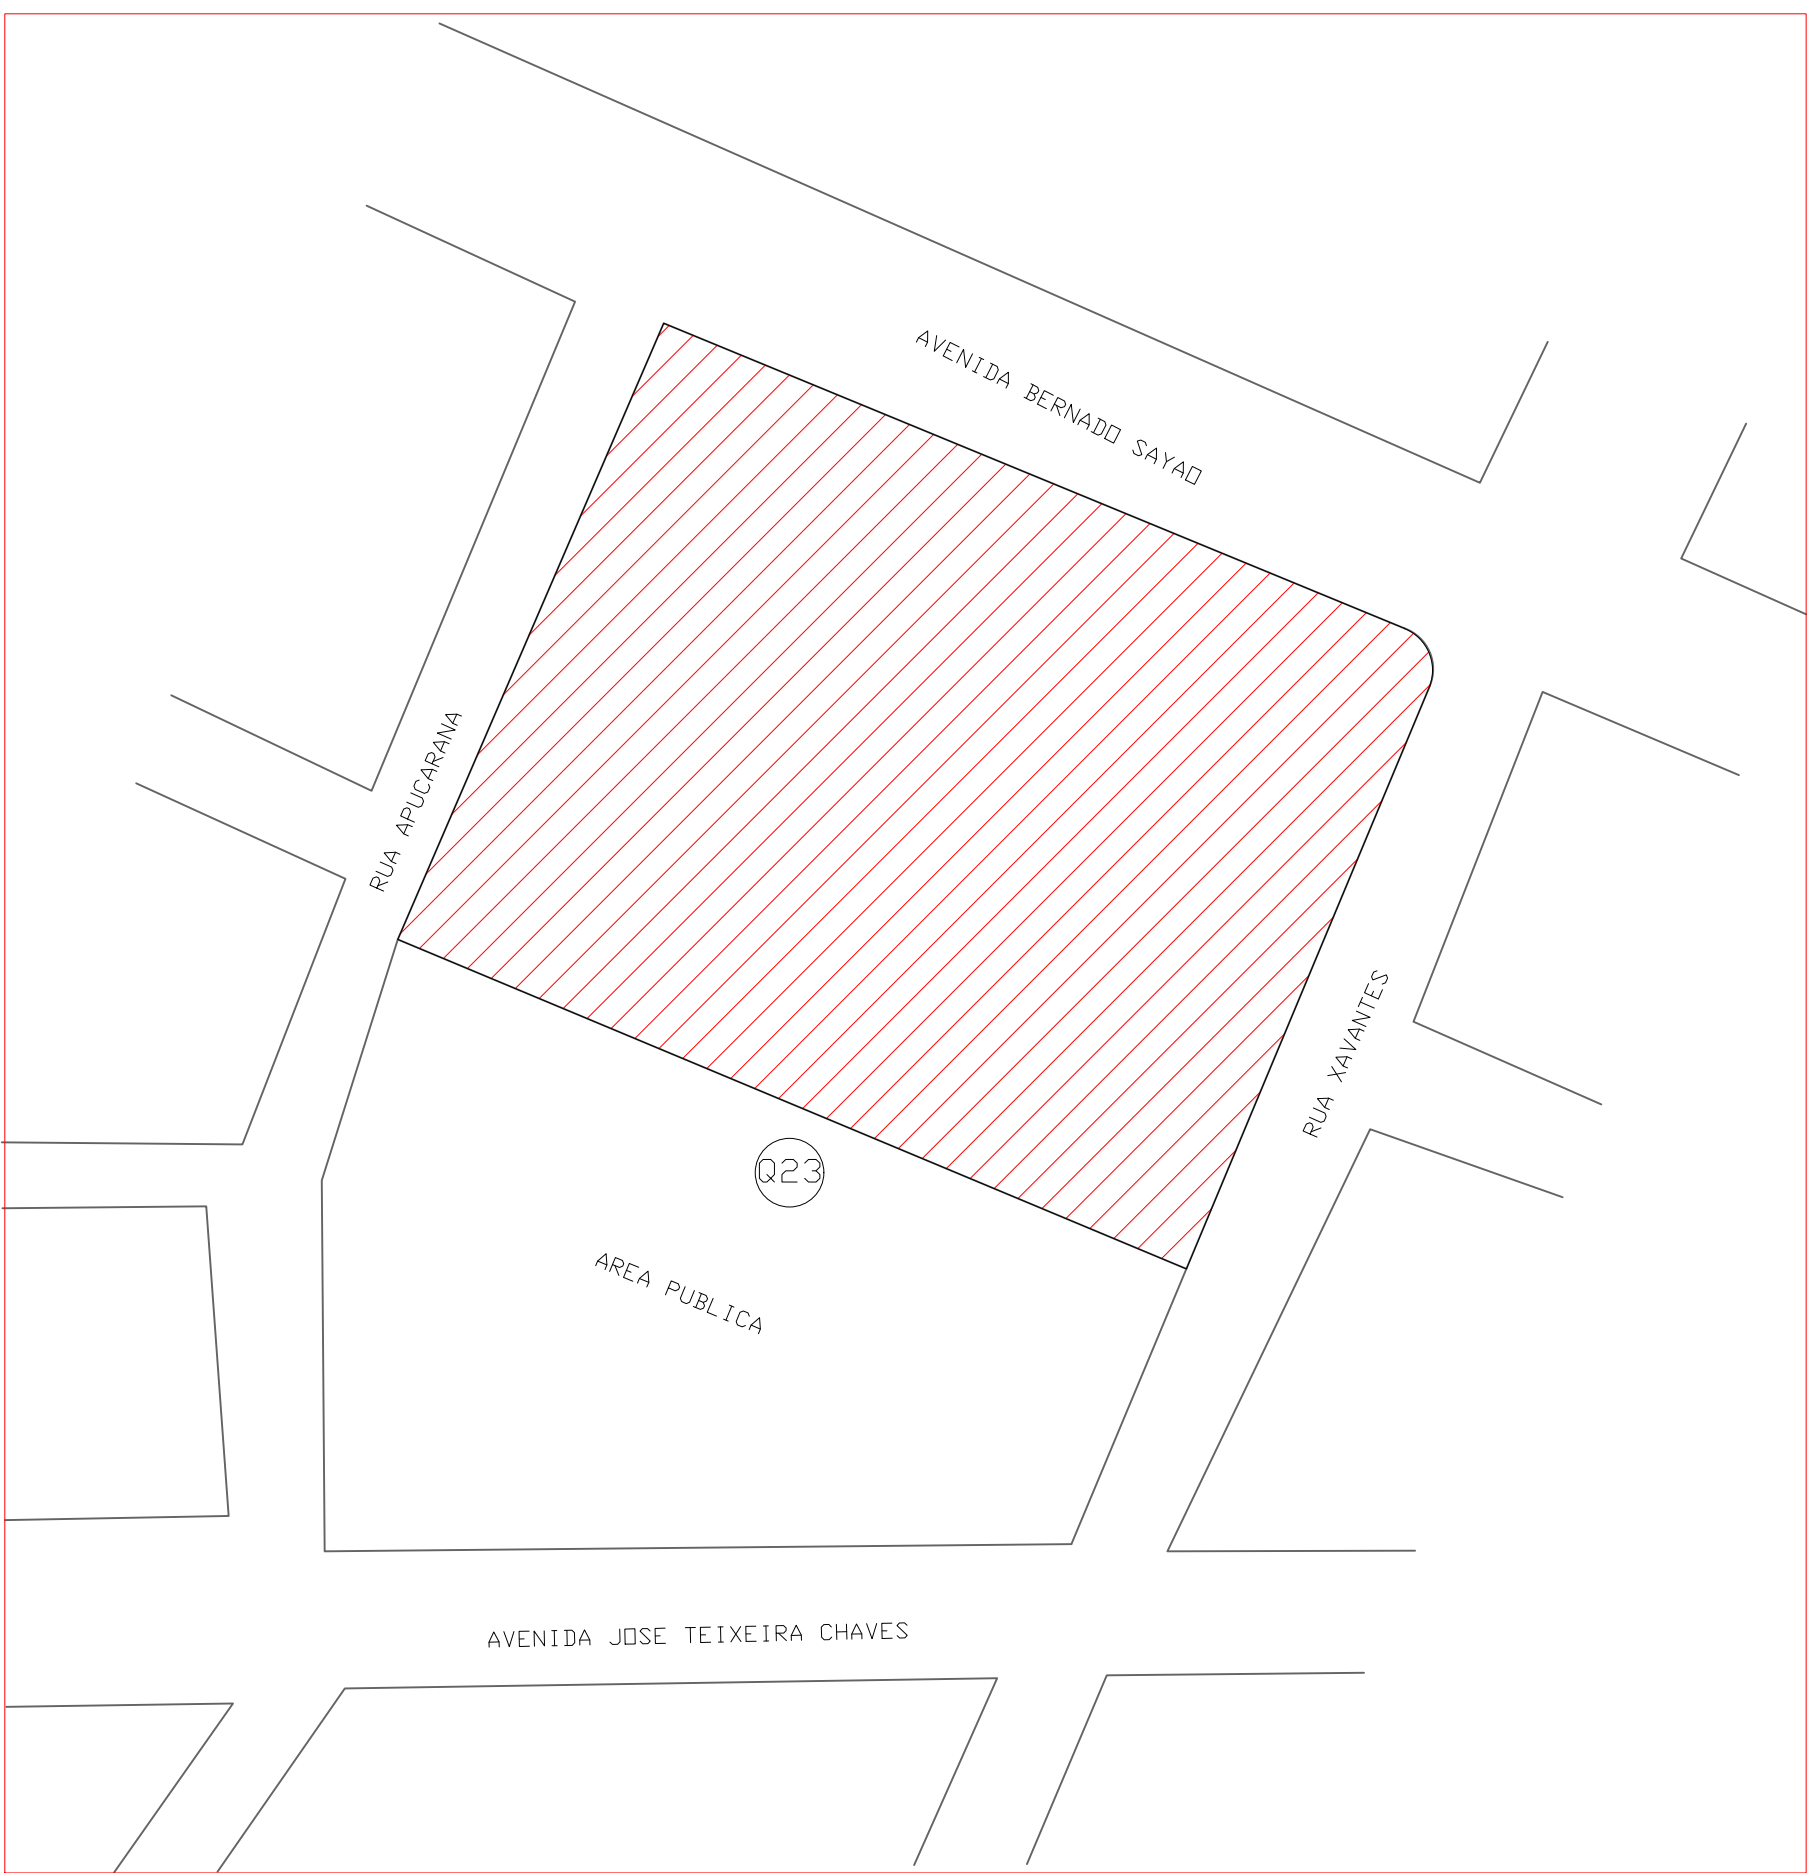 AVENIDA BERNADO SAYAO
RUA APUCARANA
RUA XAVANTES
Q23
AREA PUBLICA
AVENIDA JOSE TEIXEIRA CHAVES